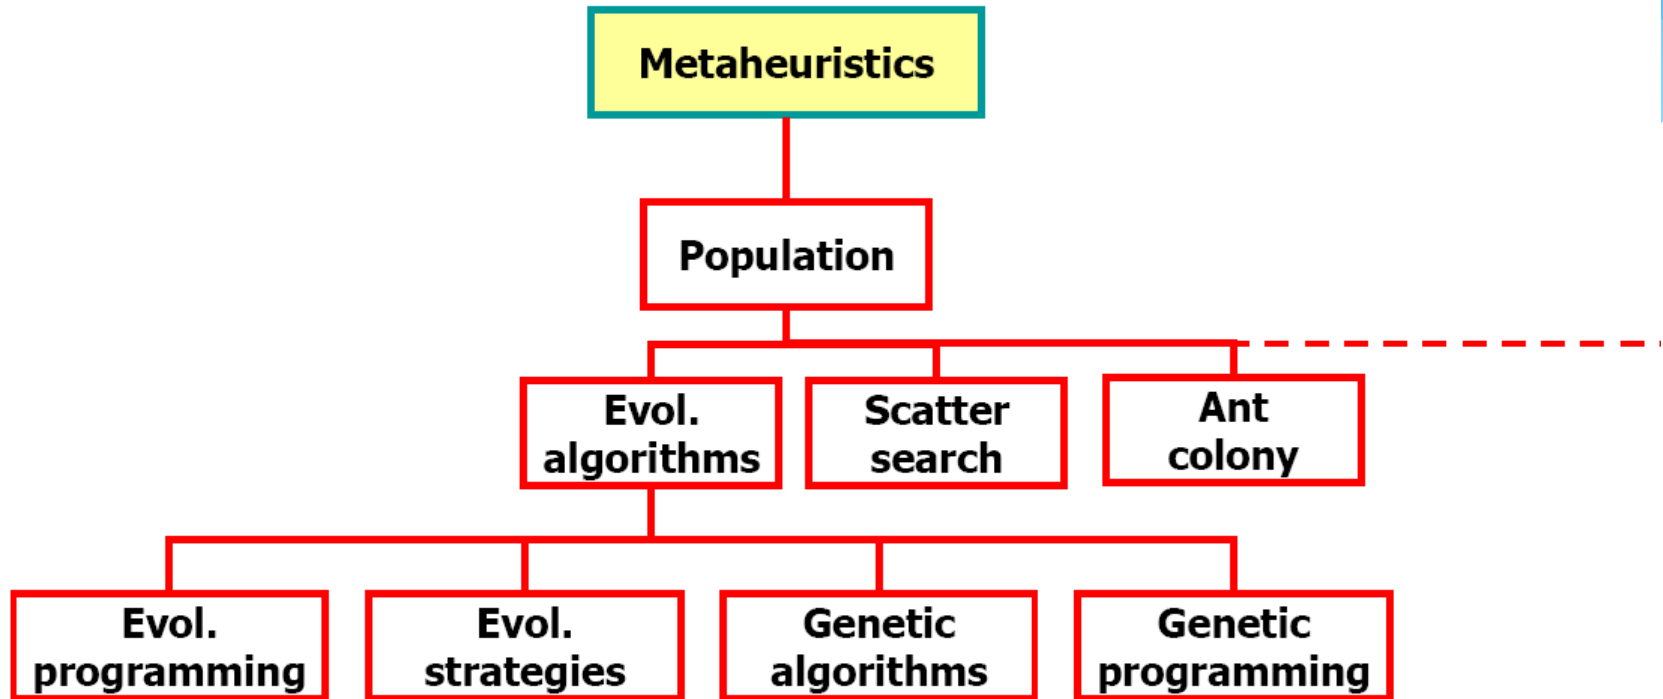 Metaheuristics
Population
Evol.
algorithms
Scatter
search
Ant
colony
Evol.
programming
Evol.
strategies
Genetic
algorithms
Genetic
programming